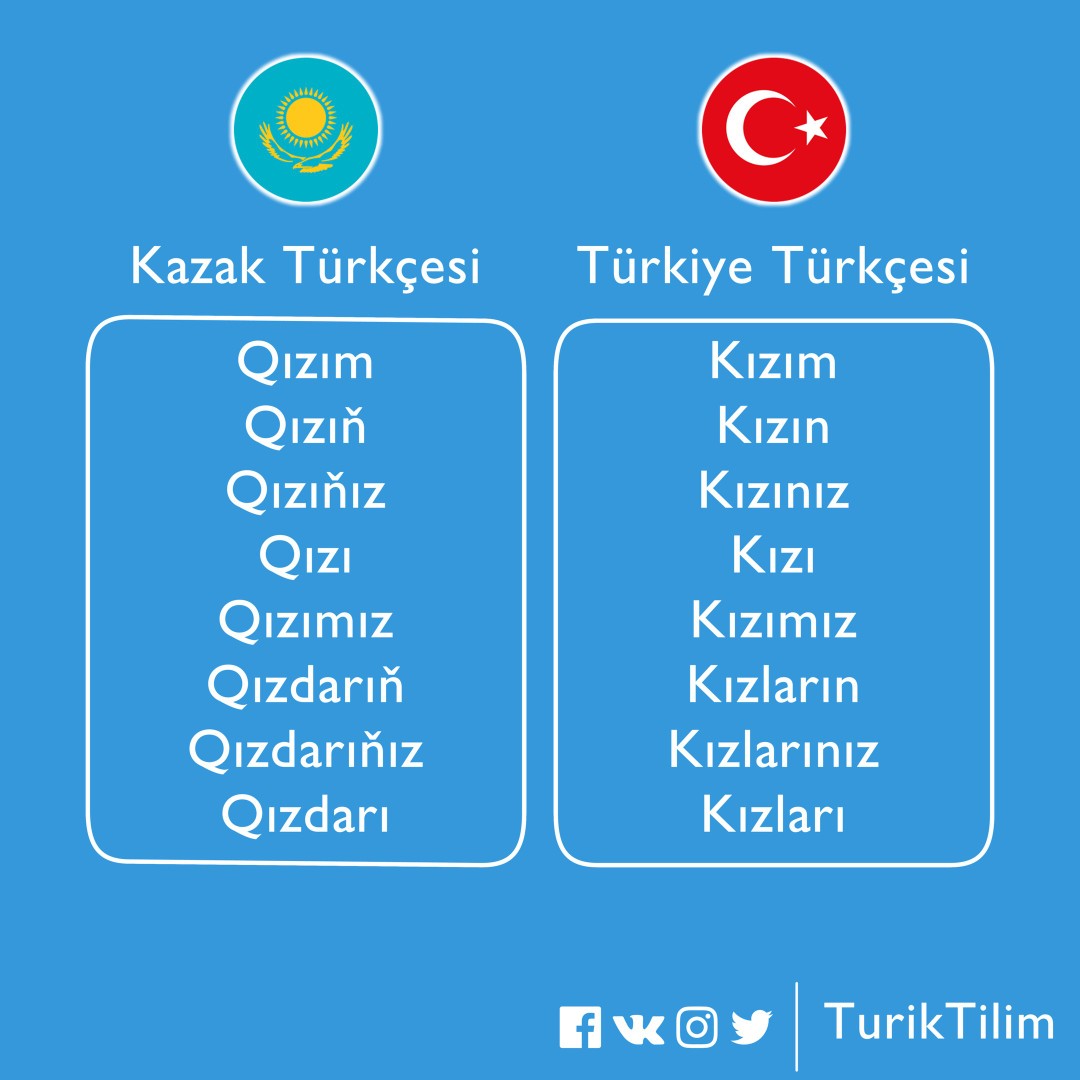 Kazak Türkçesi
Qızım
Qızıň
Qızıňız
Qızı
Qızımız
Qızdarıň
Qızdarıňız
Qızdarı
Türkiye Türkçesi
Kızım
Kızın
Kızınız
Kızı
Kızımız
Kızların
Kızlarınız
Kızları
TurikTilim